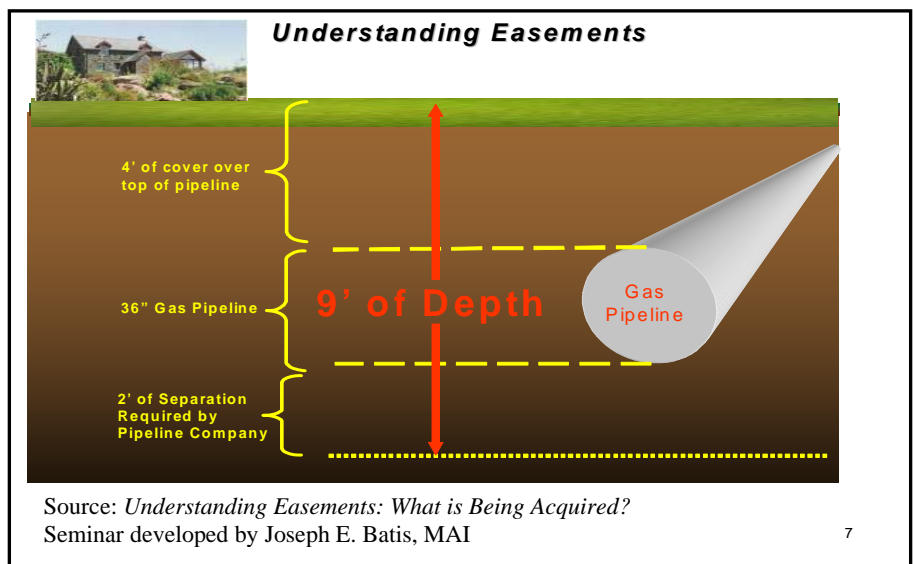 Understanding Easements
4’ of cover over
top of pipeline
36” Gas Pipeline
9’ of Depth
Gas
Pipeline
2’ of Separation
Required by
Pipeline Company
Source: Understanding Easements: What is Being Acquired?
Seminar developed by Joseph E. Batis, MAI
7